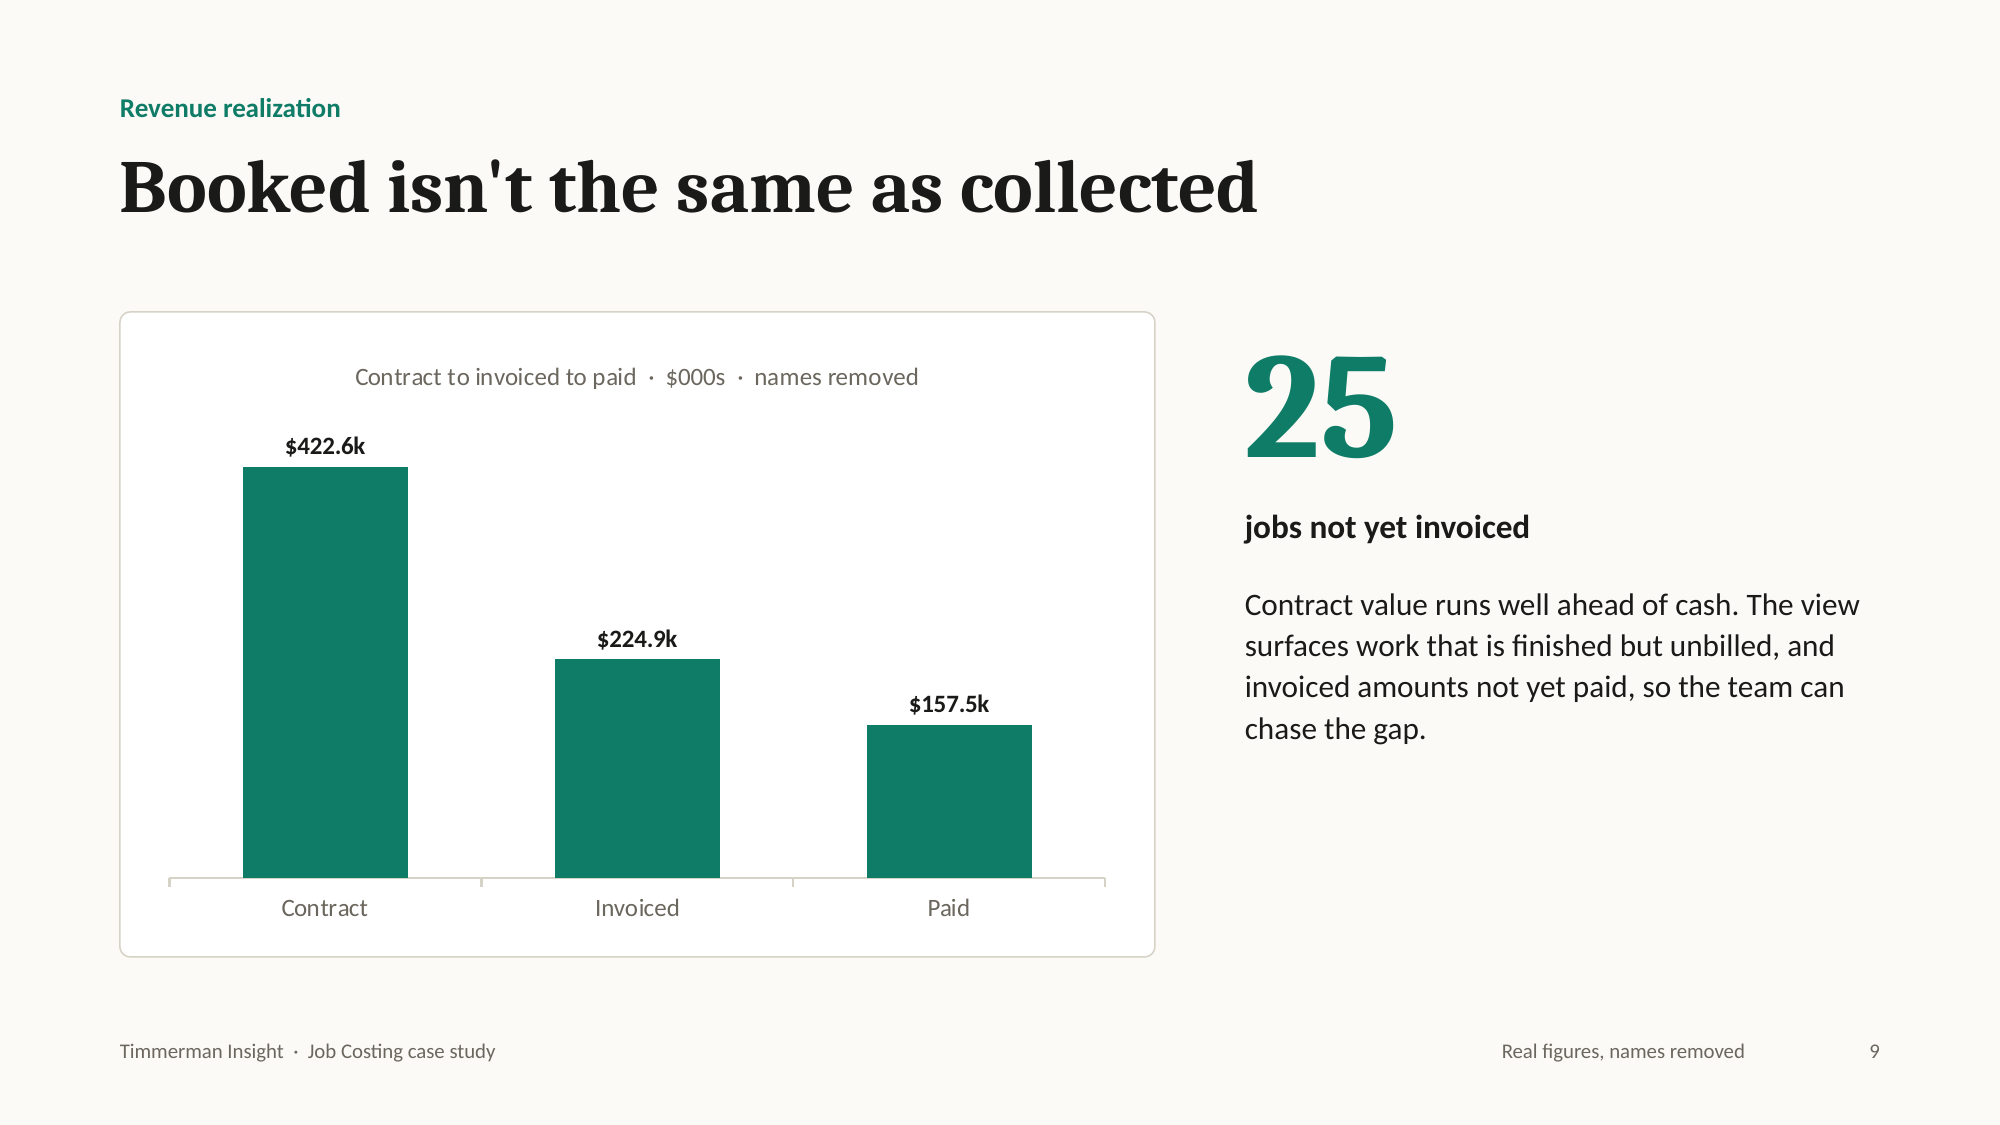 Revenue realization
Booked isn't the same as collected
Contract to invoiced to paid · $000s · names removed
$422.6k
$224.9k
$157.5k
Contract
Invoiced
Paid
25
jobs not yet invoiced
Contract value runs well ahead of cash. The view
surfaces work that is finished but unbilled, and
invoiced amounts not yet paid, so the team can
chase the gap.
Timmerman Insight · Job Costing case study
Real figures, names removed
9